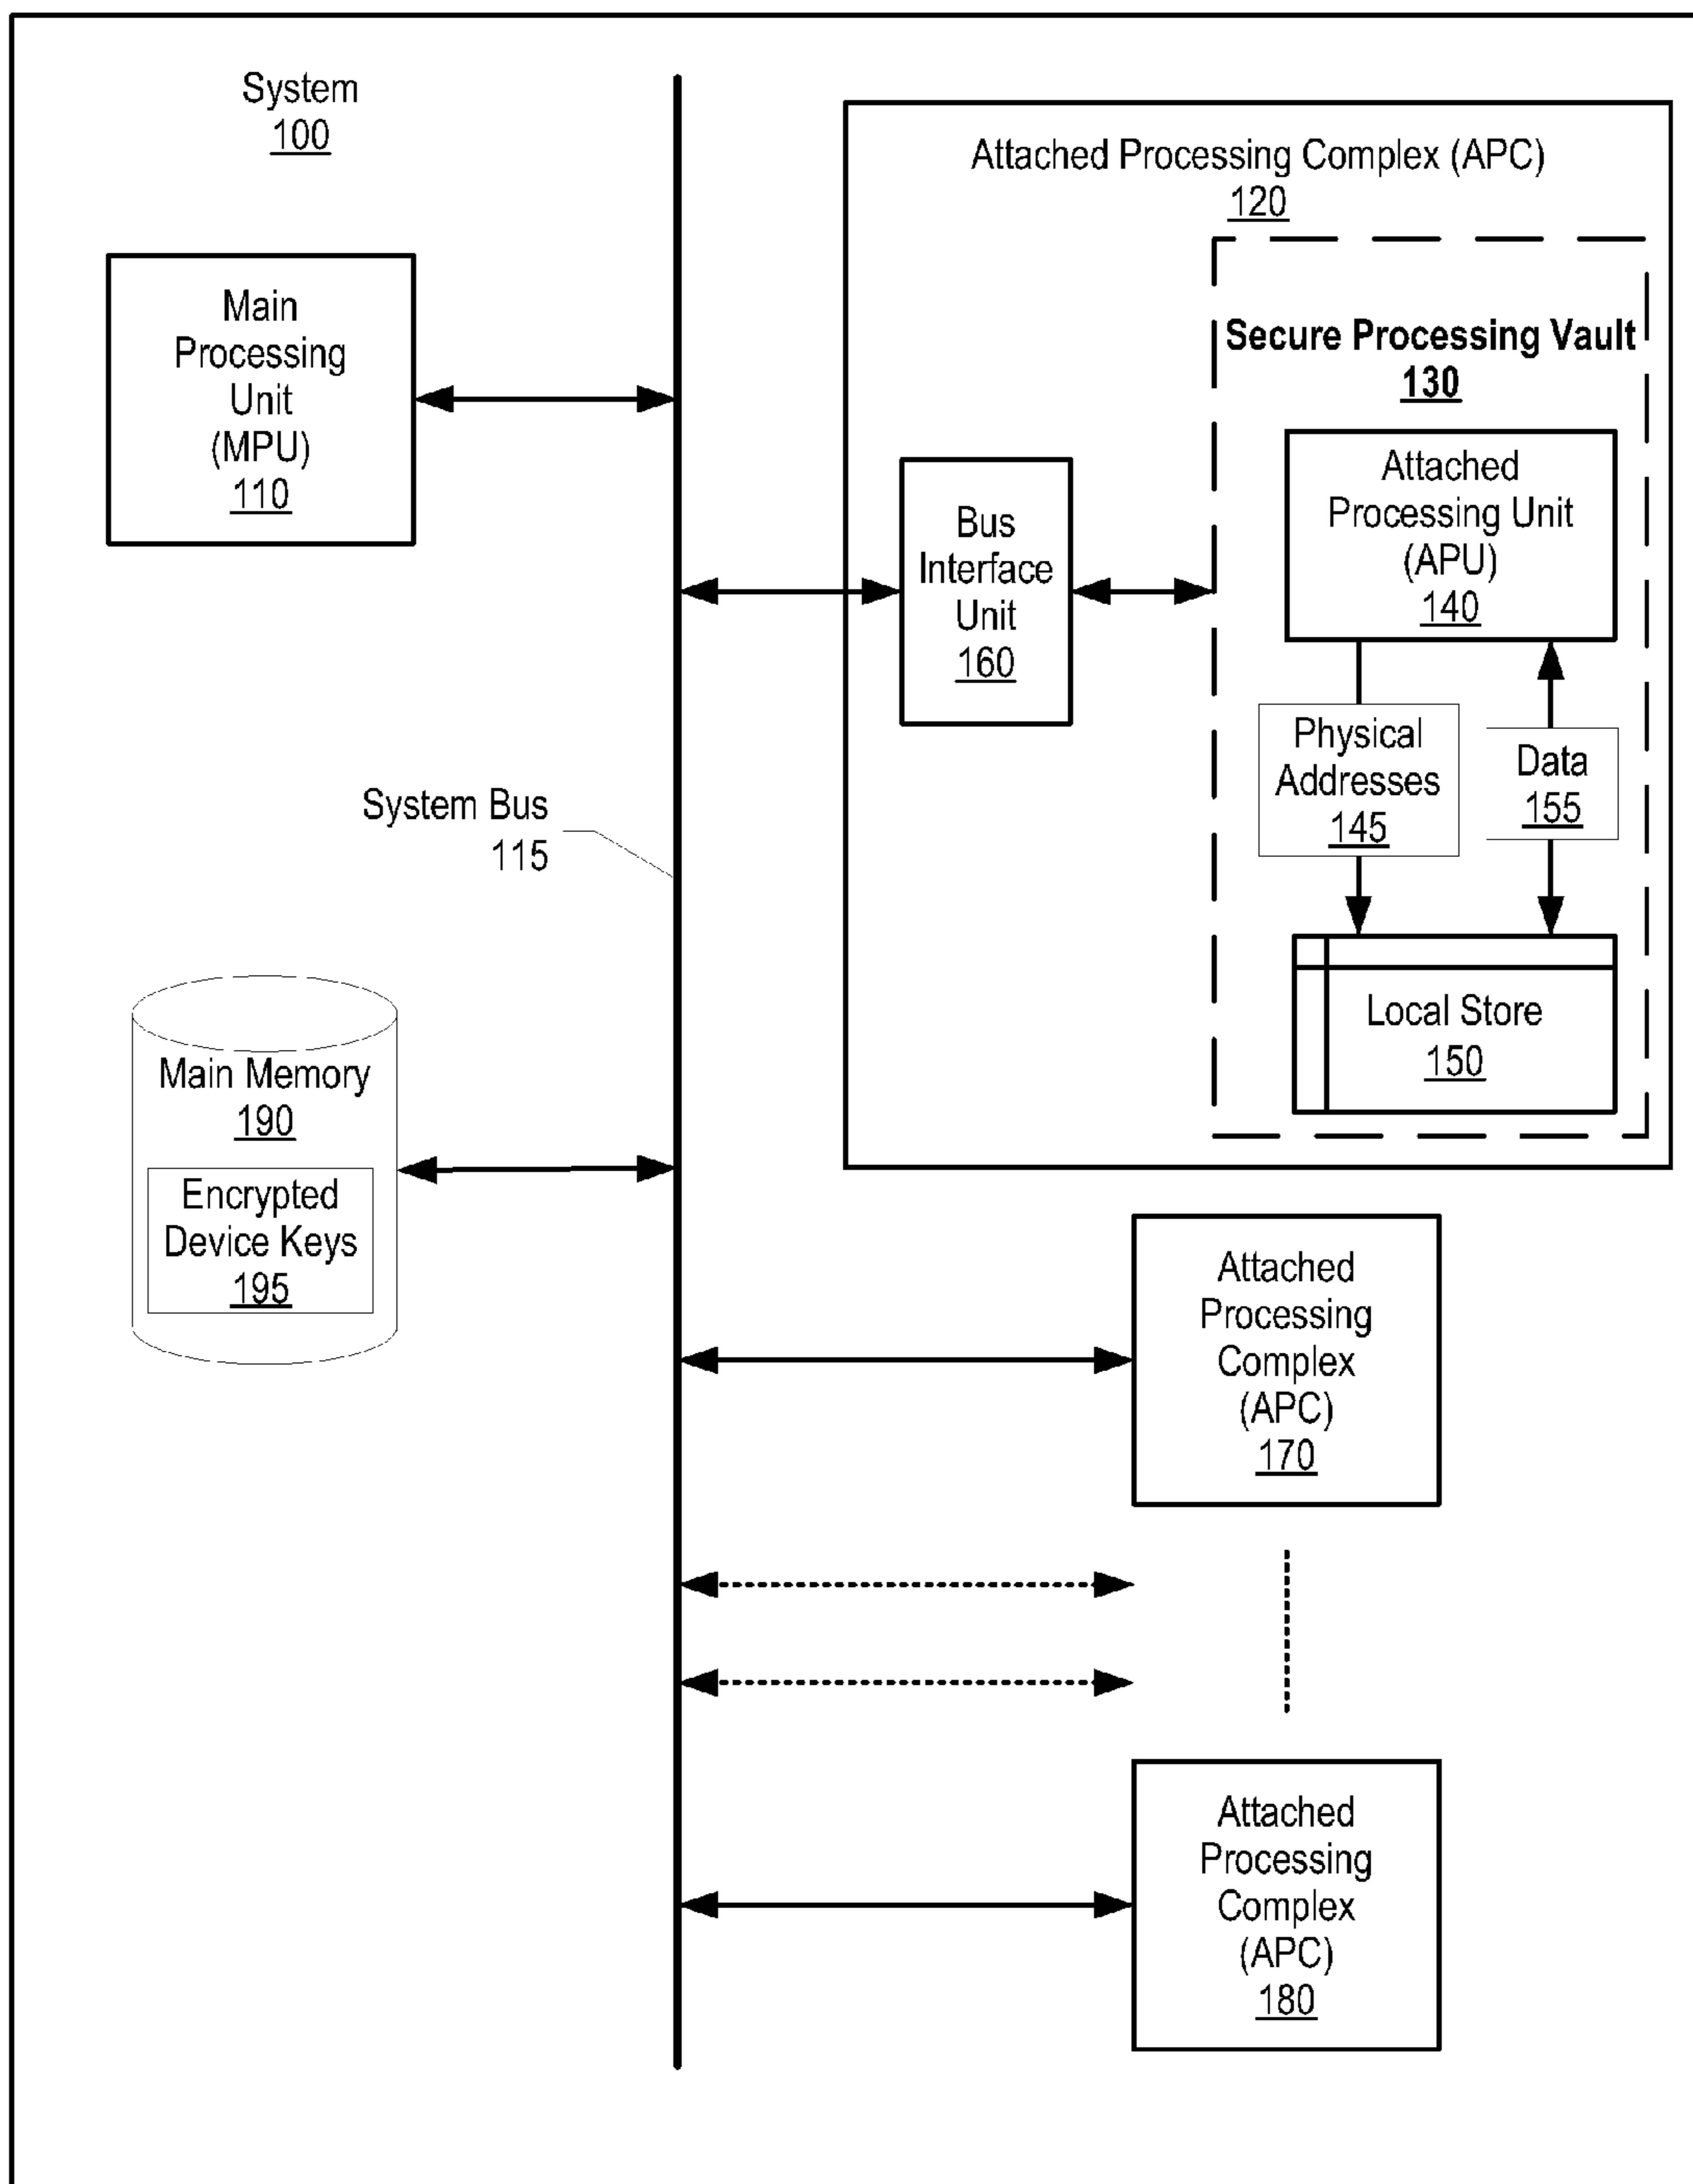 System
100
Attached Processing Complex (APC)
120
Main
Processing
Unit
(MPU)
110
Secure Processing Vault
130
Attached
Processing Unit
(APU)
140
Bus
Interface
Unit
160
Physical
Addresses
145
Data
155
System Bus
115
Local Store
150
Main Memory
190
Encrypted
Device Keys
195
Attached
Processing
Complex
(APC)
170
Attached
Processing
Complex
(APC)
180